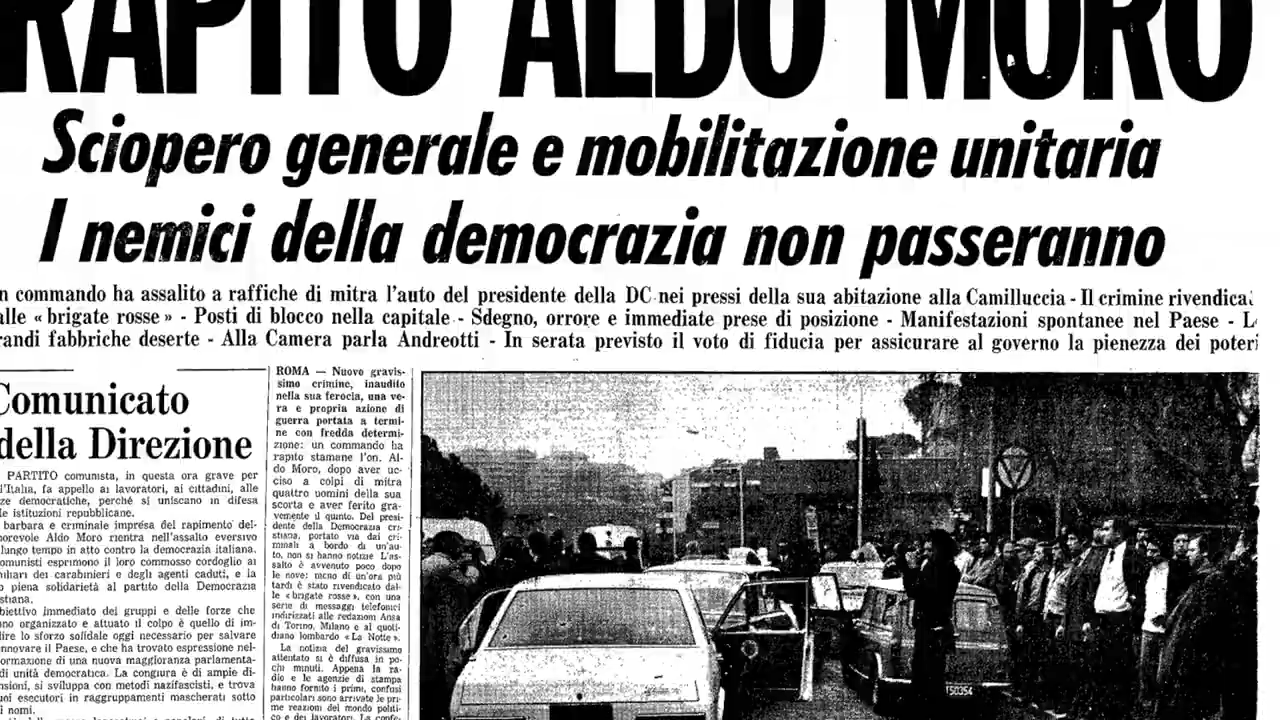 RAPITO ALDO MORO
Sciopero generale e mobilitazione unitaria
I nemici della democrazia non passeranno
n commando ha assalito a raffiche di mitra l'auto del presidente della DC nei pressi della sua abitazione alla Camilluccia - Il crimine rivendica
alle « brigate rosse » - Posti di blocco nella capitale - Sdegno, orrore e immediate prese di posizione - Manifestazioni spontanee nel Paese - L
randi fabbriche deserte - Alla Camera parla Andreotti - In serata previsto il voto di fiducia per assicurare al governo la pienezza dei poteri
Comunicato
della Direzione
PARTITO comunista, in questa ora grave per
l'Italia, fa appello ai lavoratori, ai cittadini, alle
ze democratiche, perché si uniscano in difesa
le istituzioni repubblicane.
barbara e criminale impresa del rapimento del-
norevole Aldo Moro rientra nell'assalto eversivo
lungo tempo in atto contro la democrazia italiana.
omunisti esprimono il loro commosso cordoglio ai
miliari dei carabinieri e degli agenti caduti, e la
o piena solidarietà al partito della Democrazia
stiana.
biettivo immediato dei gruppi e delle forze che
no organizzato e attuato il colpo è quello di im-
dire lo sforzo solidale oggi necessario per salvare
nnovare il Paese, e che ha trovato espressione nel-
ormazione di una nuova maggioranza parlamenta-
di unità democratica. La congiura è di ampie di-
nsioni, si sviluppa con metodi nazifascisti, e trova
uoi esecutori in raggruppamenti mascherati sotto
i nomi.
ROMA — Nuovo gravis-
simo crimine, inaudito
nella sua ferocia, una ve-
ra e propria azione di
guerra portata a termi-
ne con fredda determi-
nazione: un commando ha
rapito stamane l'on. Al-
do Moro, dopo aver uc-
ciso a colpi di mitra
quattro uomini della sua
scorta e aver ferito gra-
vemente il quinto. Del presi-
dente della Democrazia cri-
stiana, portato via dai cri-
minali a bordo di un'au-
to, non si hanno notizie L'as-
salto è avvenuto poco dopo
le nove: meno di un'ora più
tardi è stato rivendicato dal-
le « brigate rosse », con una
serie di messaggi telefonici
indirizzati alle redazioni Ansa
di Torino, Milano e al quoti-
diano lombardo « La Notte ».
La notizia del gravissimo
attentato si è diffusa in po-
chi minuti. Appena la ra-
dio e le agenzie di stampa
hanno fornito i primi, confusi
particolari sono arrivate le pri-
me reazioni del mondo politi-
co e dei lavoratori. La confe-